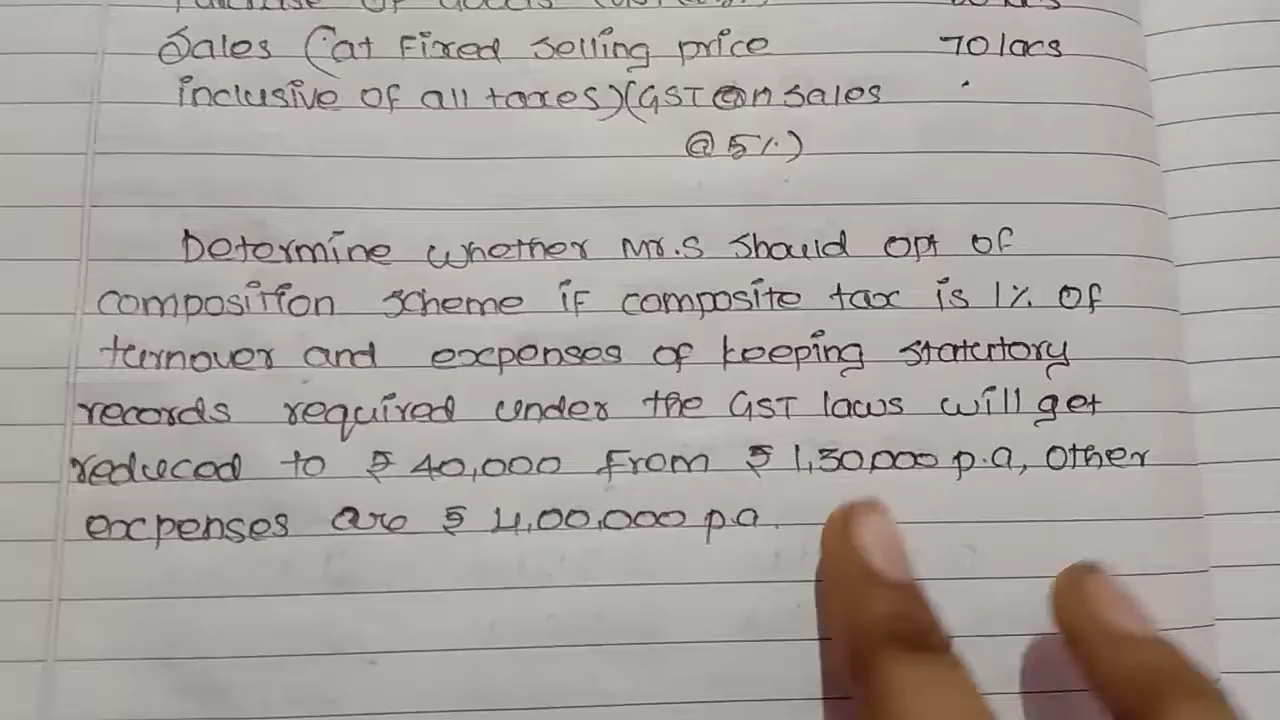 Sales (at Fixed selling price 70 lacs
inclusive of all taxes) (GST on sales
@ 5%)
Determine whether Mr.S should opt of
composition scheme if composite tax is 1% of
turnover and expenses of keeping statutory
records required under the GST laws will get
reduced to ₹ 40,000 from ₹ 1,50,000 p.a, other
expenses are ₹ 4,00,000 p.a.